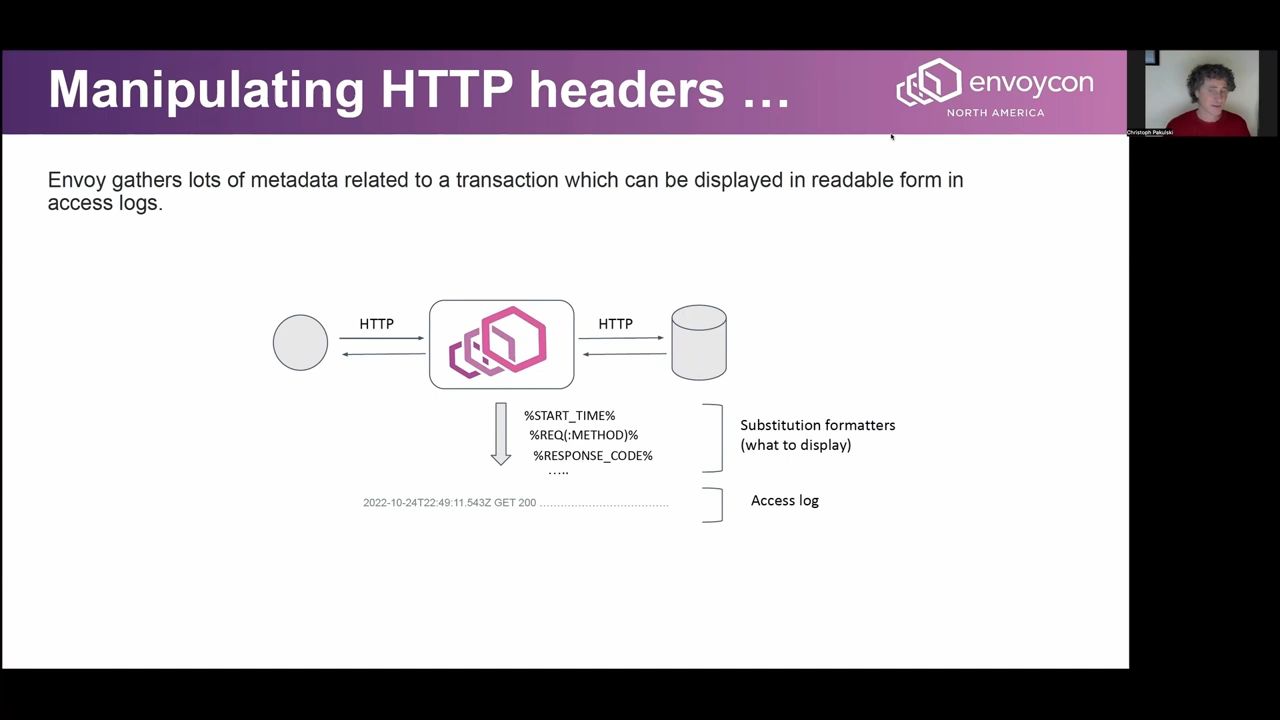 Manipulating HTTP headers …
envoycon
NORTH AMERICA
Christoph Pakulski
Envoy gathers lots of metadata related to a transaction which can be displayed in readable form in
access logs.
HTTP
HTTP
%START_TIME%
%REQ(:METHOD)%
%RESPONSE_CODE%
…..
Substitution formatters
(what to display)
2022-10-24T22:49:11.543Z GET 200 …………………………………
Access log